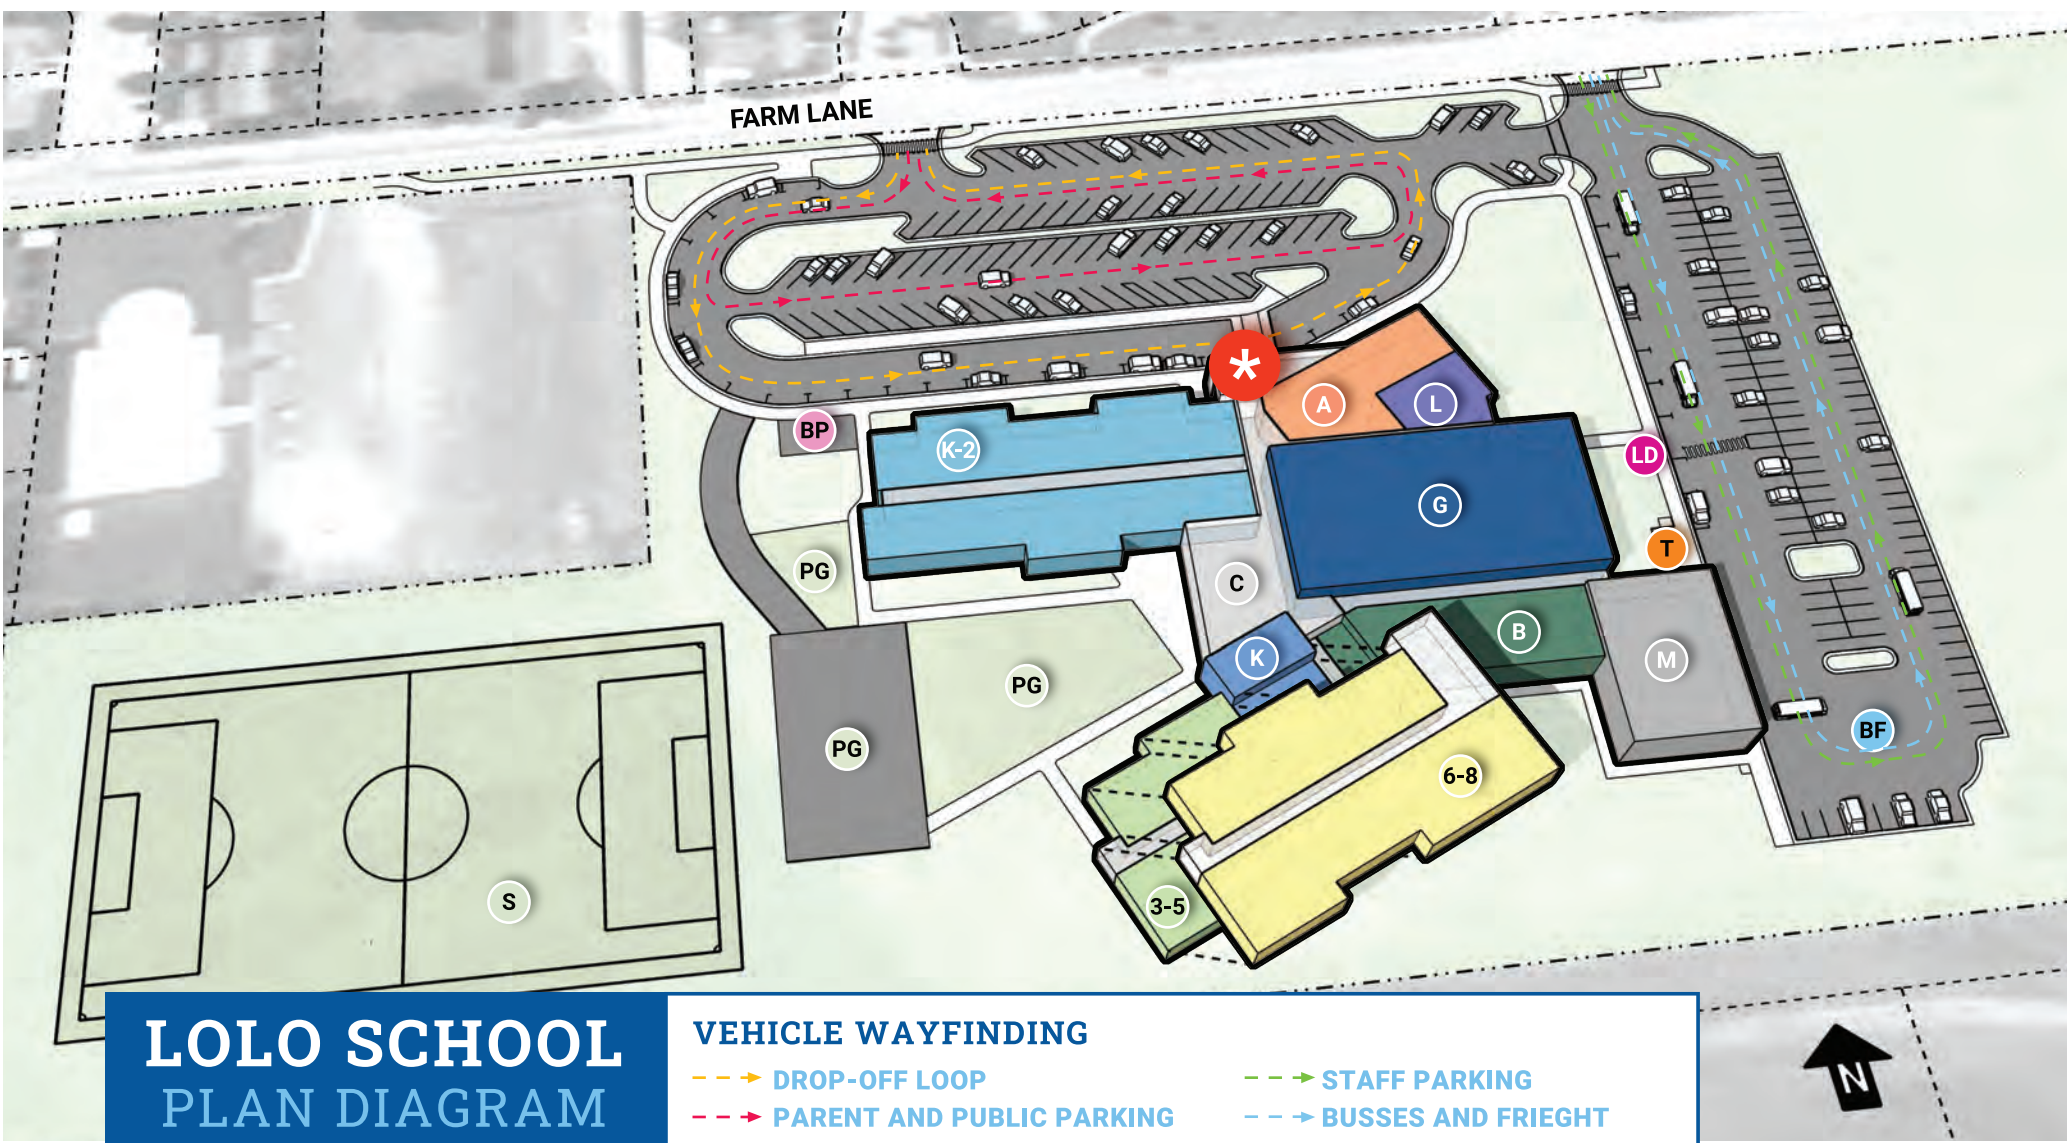 FARM LANE
*
A
L
BP
K-2
LD
G
T
PG
C
B
K
M
PG
PG
BF
6-8
S
3-5
LOLO SCHOOL
PLAN DIAGRAM
VEHICLE WAYFINDING
DROP-OFF LOOP
STAFF PARKING
PARENT AND PUBLIC PARKING
BUSSES AND FRIEGHT
N